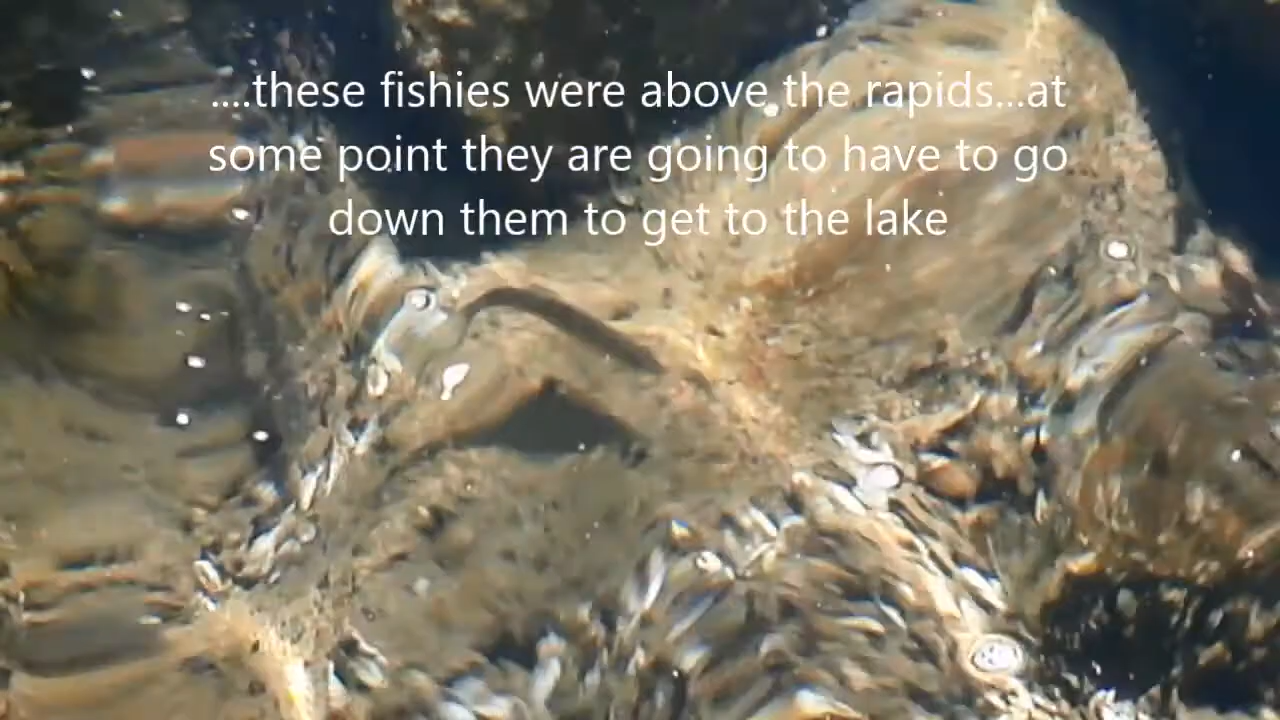 ....these fishies were above the rapids...at
some point they are going to have to go
down them to get to the lake